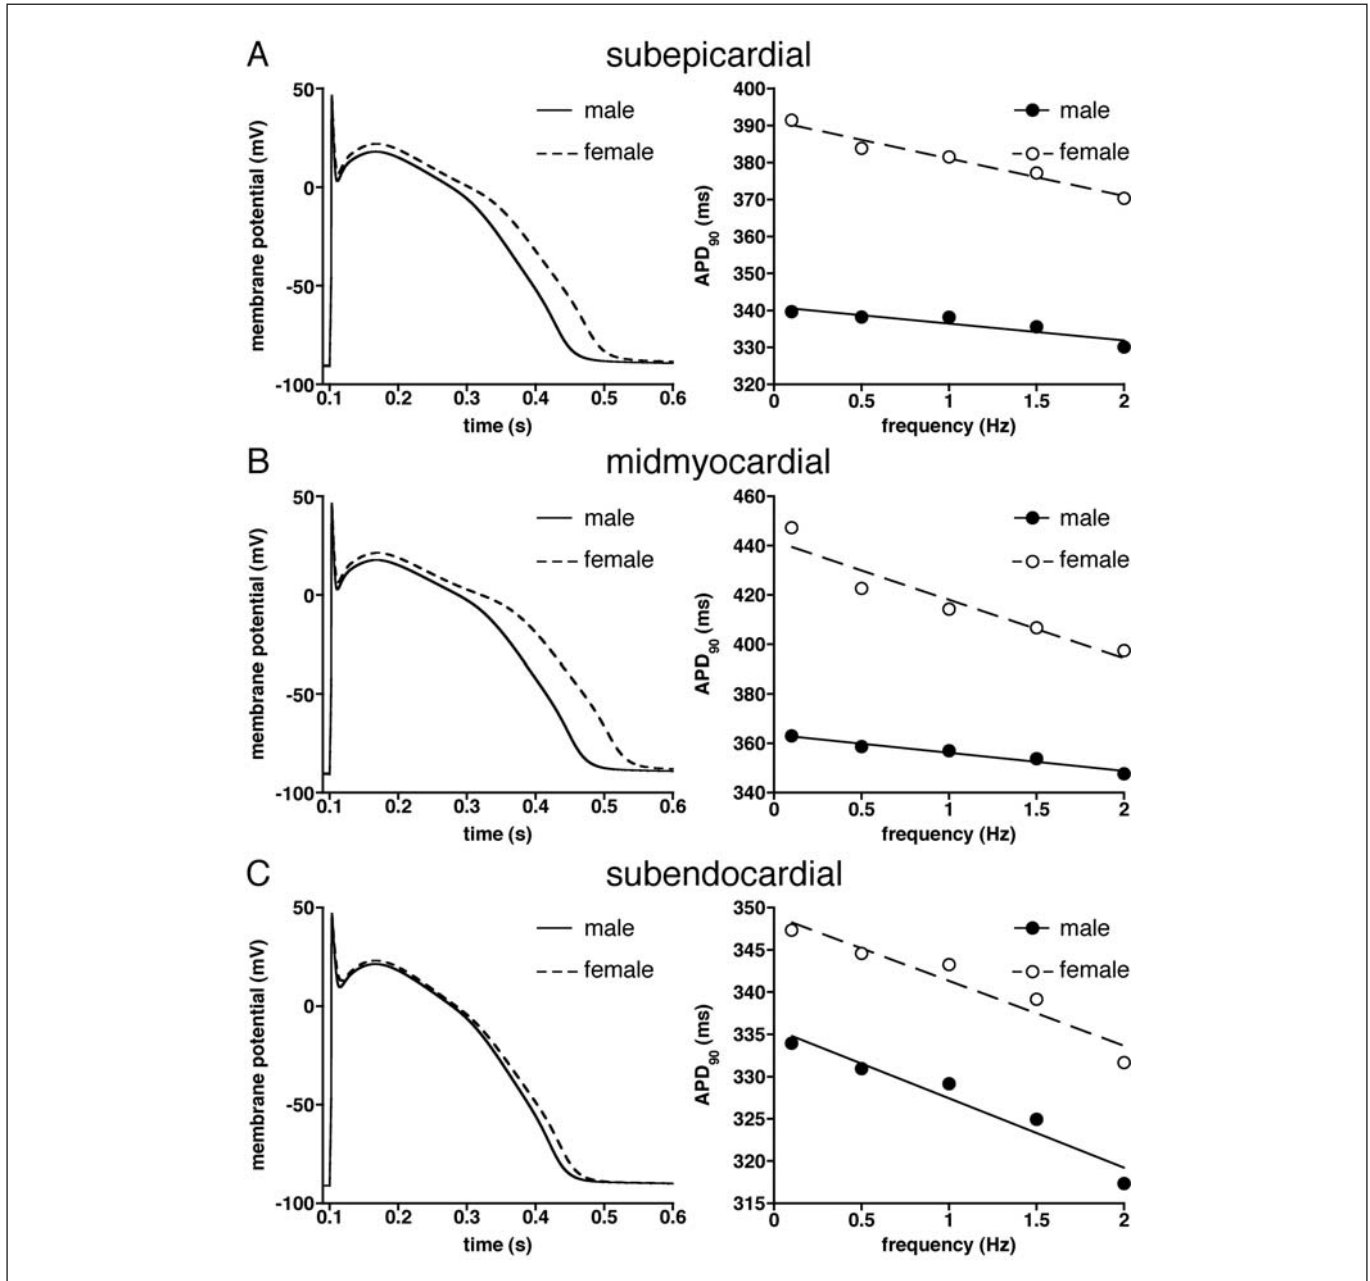 A subepicardial
membrane potential (mV)
50
0
-50
-100
0.1 0.2 0.3 0.4 0.5 0.6
time (s)
male
female
APD90 (ms)
400
390
380
370
360
350
340
330
320
0 0.5 1 1.5 2
frequency (Hz)
male
female
B midmyocardial
membrane potential (mV)
50
0
-50
-100
0.1 0.2 0.3 0.4 0.5 0.6
time (s)
male
female
APD90 (ms)
460
440
420
400
380
360
340
0 0.5 1 1.5 2
frequency (Hz)
male
female
C subendocardial
membrane potential (mV)
50
0
-50
-100
0.1 0.2 0.3 0.4 0.5 0.6
time (s)
male
female
APD90 (ms)
350
345
340
335
330
325
320
315
0 0.5 1 1.5 2
frequency (Hz)
male
female